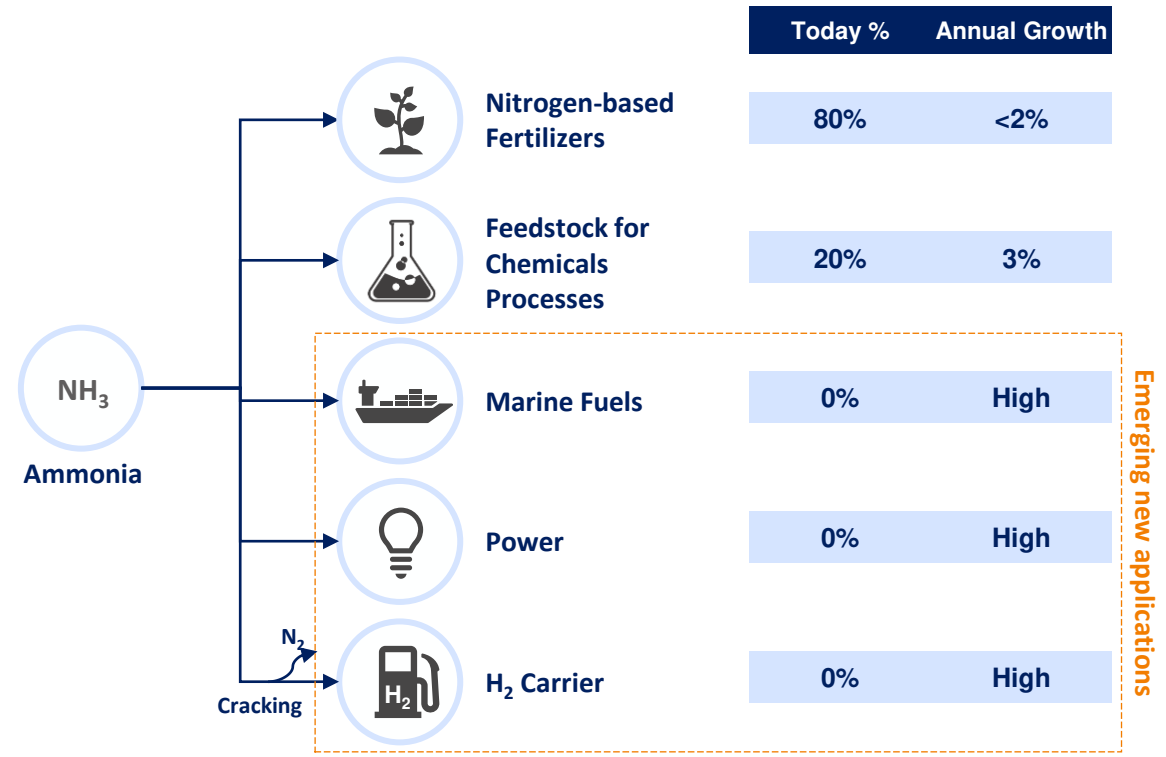 Today % Annual Growth
Nitrogen-based
Fertilizers
80% <2%
Feedstock for
Chemicals
Processes
20% 3%
NH₃
Ammonia
Marine Fuels
0% High
Power
0% High
N₂
Cracking
H₂
H₂ Carrier
0% High
Emerging new applications